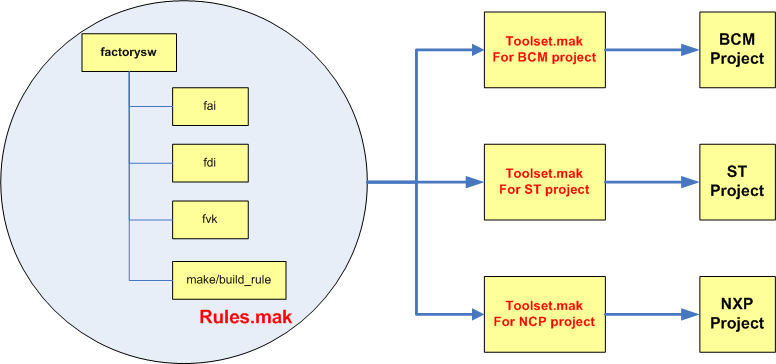 factorysw
fai
fdi
fvk
make/build_rule
Rules.mak
Toolset.mak
For BCM project
BCM
Project
Toolset.mak
For ST project
ST
Project
Toolset.mak
For NCP project
NXP
Project